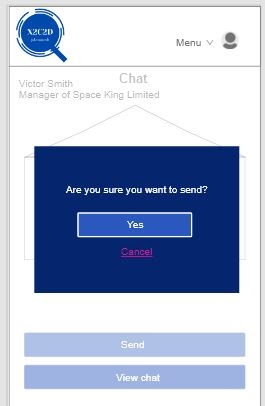 X2C2D
Menu
Chat
Victor Smith
Manager of Space King Limited
Are you sure you want to send?
Yes
Cancel
Send
View chat